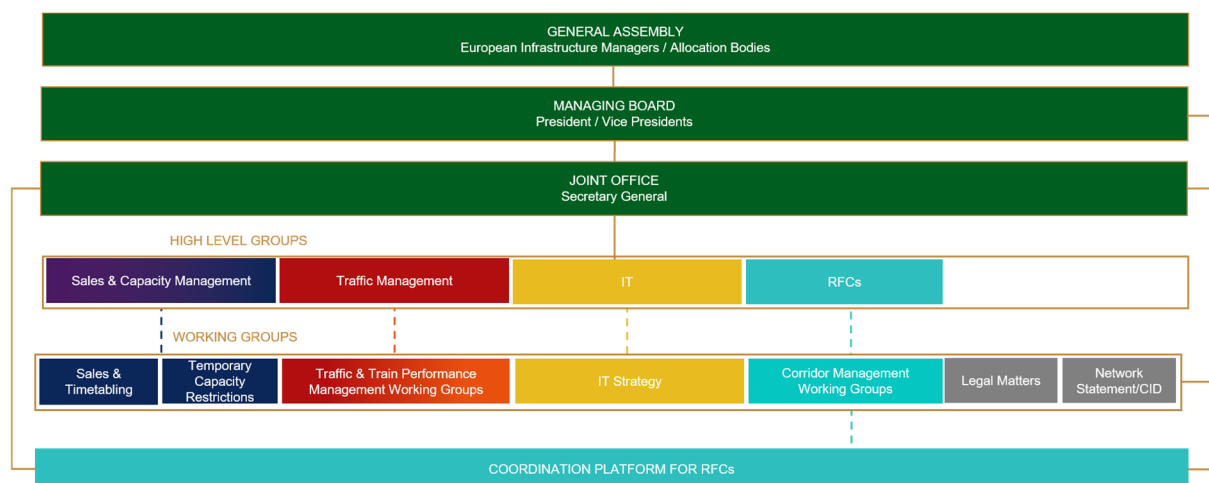 GENERAL ASSEMBLY
European Infrastructure Managers / Allocation Bodies
MANAGING BOARD
President / Vice Presidents
JOINT OFFICE
Secretary General
HIGH LEVEL GROUPS
Sales & Capacity Management
Traffic Management
IT
RFCs
WORKING GROUPS
Sales &
Timetabling
Temporary
Capacity
Restrictions
Traffic & Train Performance
Management Working Groups
IT Strategy
Corridor Management
Working Groups
Legal Matters
Network
Statement/CID
COORDINATION PLATFORM FOR RFCs